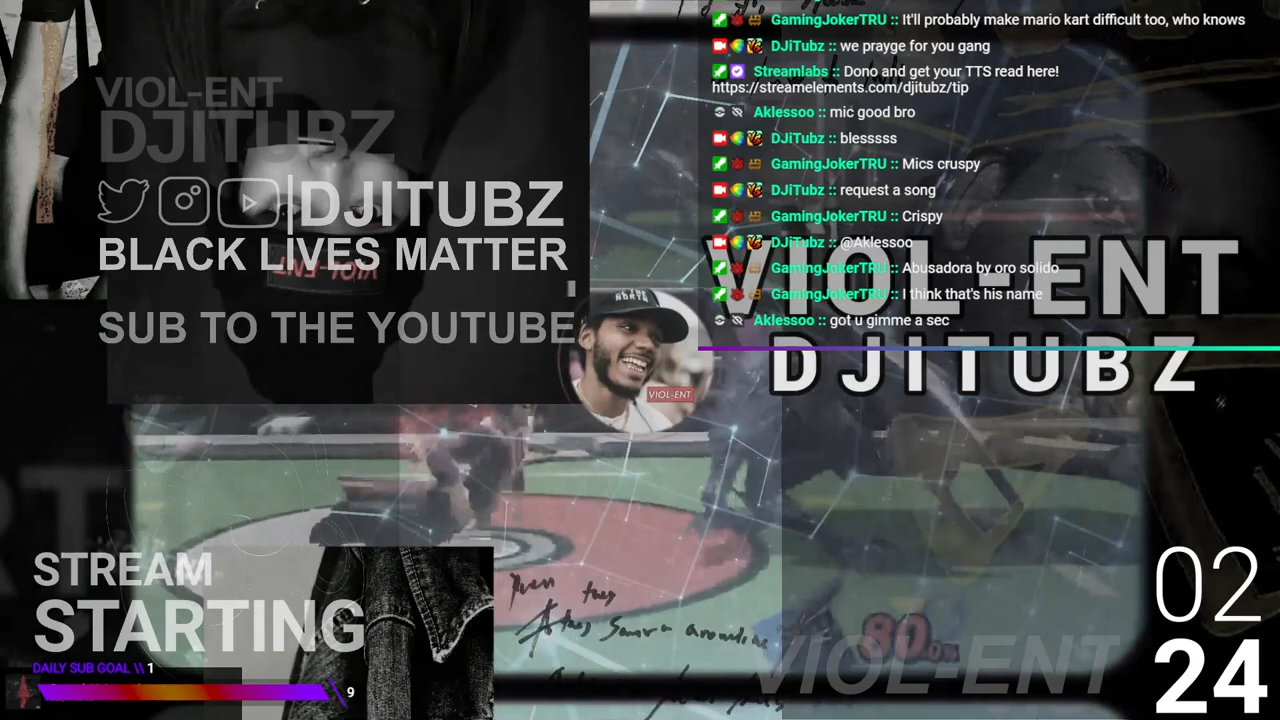 GamingJokerTRU :: It'll probably make mario kart difficult too, who knows
DJiTubz :: we prayge for you gang
Streamlabs :: Dono and get your TTS read here!
https://streamelements.com/djitubz/tip
Aklessoo :: mic good bro
DJiTubz :: blesssss
GamingJokerTRU :: Mics cruspy
DJiTubz :: request a song
GamingJokerTRU :: Crispy
DJiTubz :: @Aklessoo
GamingJokerTRU :: Abusadora by oro solido
GamingJokerTRU :: I think that's his name
Aklessoo :: got u gimme a sec
VIOL-ENT
DJITUBZ
VIOL-ENT
DJITUBZ
DJITUBZ
BLACK LIVES MATTER
VIOL-ENT
SUB TO THE YOUTUBE
VIOL-ENT
STREAM
STARTING
DAILY SUB GOAL \\ 1
9
80
VIOL-ENT
02
24